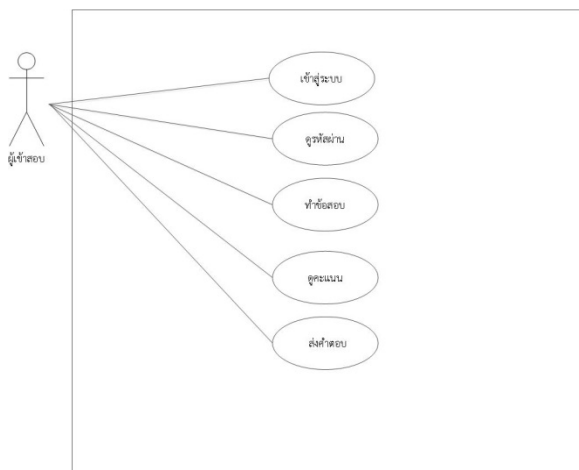 เข้าสู่ระบบ
ดูรหัสผ่าน
ผู้เข้าสอบ
ทำข้อสอบ
ดูคะแนน
ส่งคำตอบ